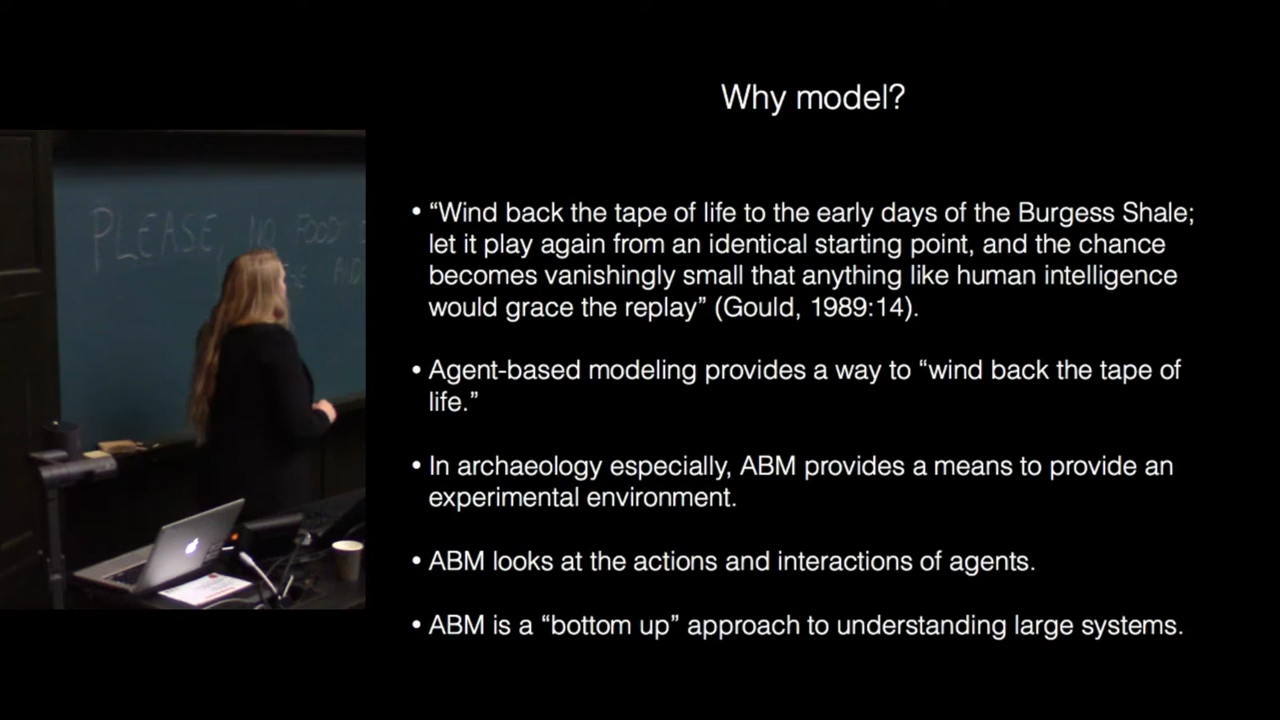 Why model?
• “Wind back the tape of life to the early days of the Burgess Shale;
let it play again from an identical starting point, and the chance
becomes vanishingly small that anything like human intelligence
would grace the replay” (Gould, 1989:14).
• Agent-based modeling provides a way to “wind back the tape of
life.”
• In archaeology especially, ABM provides a means to provide an
experimental environment.
• ABM looks at the actions and interactions of agents.
• ABM is a “bottom up” approach to understanding large systems.
PLEASE, NO FOOD